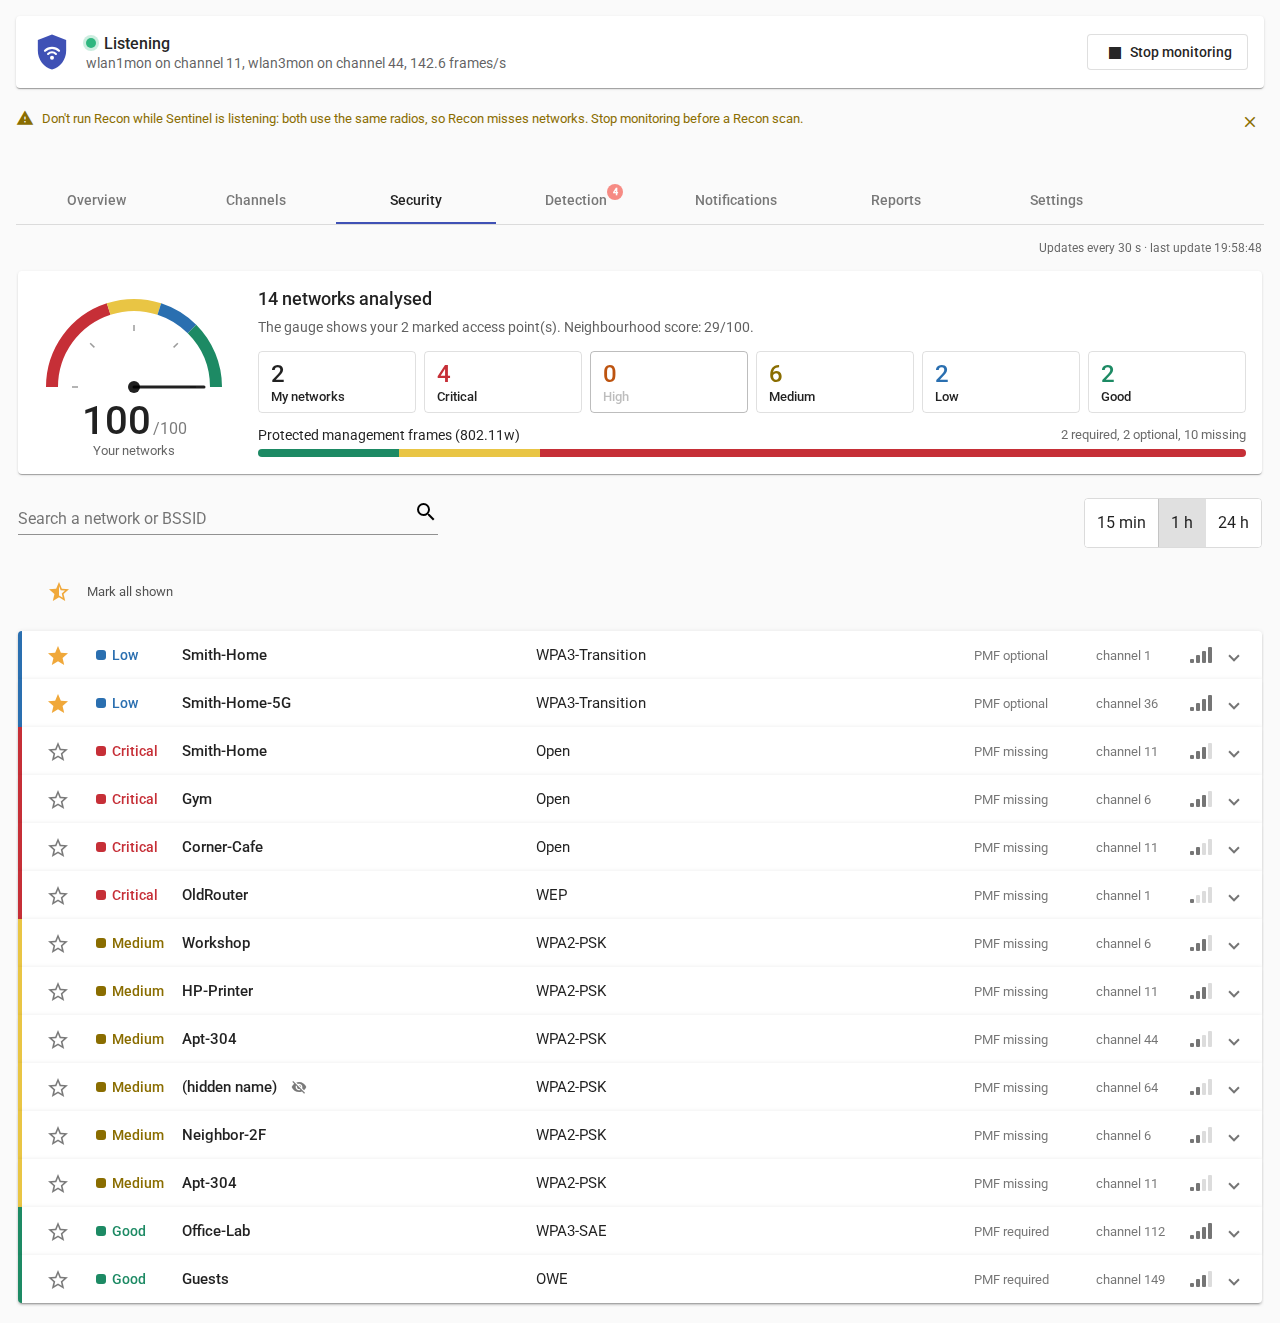 Listening
wlan1mon on channel 11, wlan3mon on channel 44, 142.6 frames/s
Stop monitoring
Don't run Recon while Sentinel is listening: both use the same radios, so Recon misses networks. Stop monitoring before a Recon scan.
Overview Channels Security Detection 4 Notifications Reports Settings
Updates every 30 s · last update 19:58:48
14 networks analysed
The gauge shows your 2 marked access point(s). Neighbourhood score: 29/100.
100 /100
Your networks
2 My networks
4 Critical
0 High
6 Medium
2 Low
2 Good
Protected management frames (802.11w) 2 required, 2 optional, 10 missing
Search a network or BSSID
15 min 1 h 24 h
Mark all shown
Low Smith-Home WPA3-Transition PMF optional channel 1
Low Smith-Home-5G WPA3-Transition PMF optional channel 36
Critical Smith-Home Open PMF missing channel 11
Critical Gym Open PMF missing channel 6
Critical Corner-Cafe Open PMF missing channel 11
Critical OldRouter WEP PMF missing channel 1
Medium Workshop WPA2-PSK PMF missing channel 6
Medium HP-Printer WPA2-PSK PMF missing channel 11
Medium Apt-304 WPA2-PSK PMF missing channel 44
Medium (hidden name) WPA2-PSK PMF missing channel 64
Medium Neighbor-2F WPA2-PSK PMF missing channel 6
Medium Apt-304 WPA2-PSK PMF missing channel 11
Good Office-Lab WPA3-SAE PMF required channel 112
Good Guests OWE PMF required channel 149